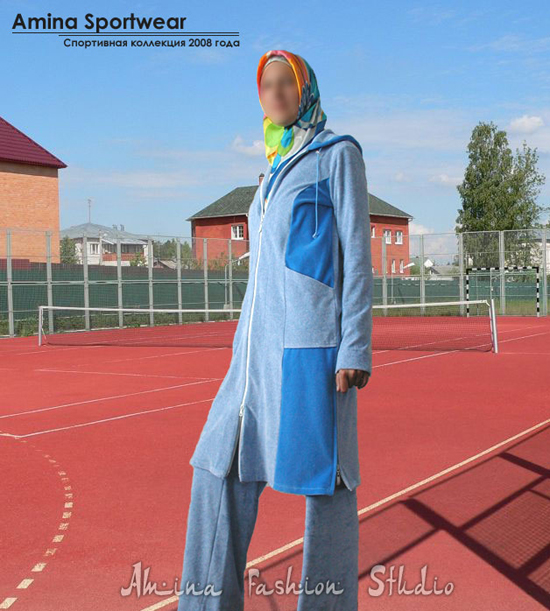 Amina Sportwear
Спортивная коллекция 2008 года
Amina Fashion Studio